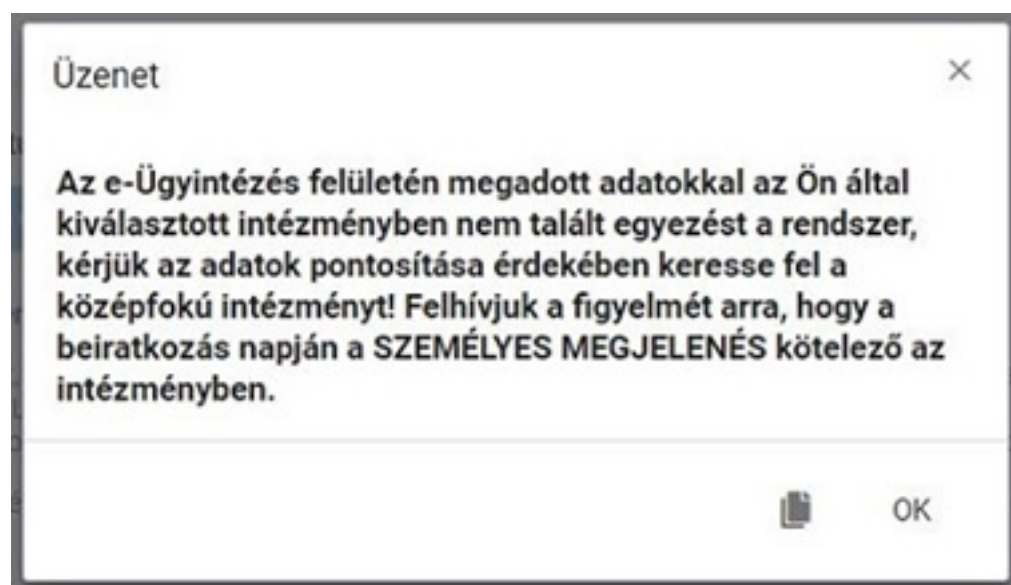 Üzenet
Az e-Ügyintézés felületén megadott adatokkal az Ön által
kiválasztott intézményben nem talált egyezést a rendszer,
kérjük az adatok pontosítása érdekében keresse fel a
középfokú intézményt! Felhívjuk a figyelmét arra, hogy a
beiratkozás napján a SZEMÉLYES MEGJELENÉS kötelező az
intézményben.
OK